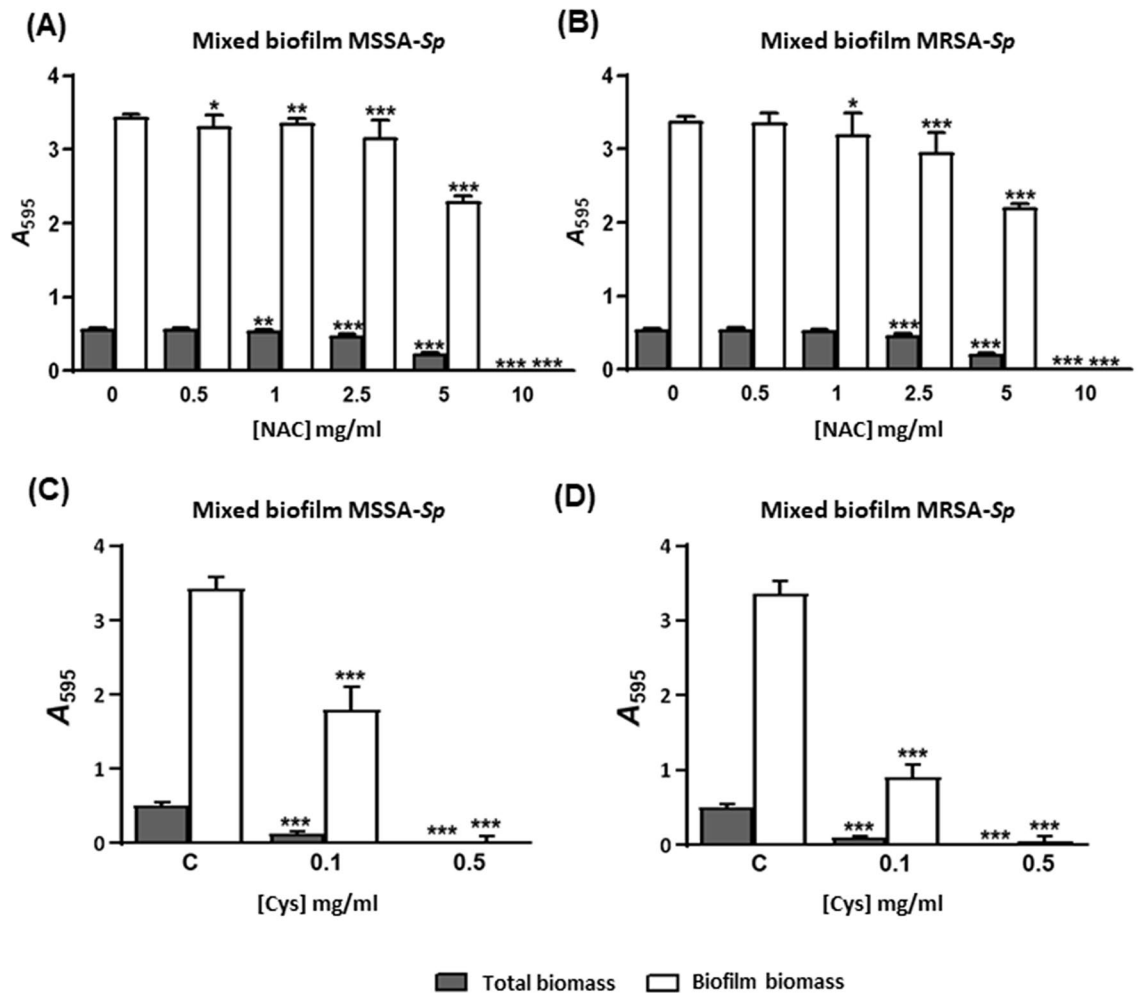 (A)
Mixed biofilm MSSA-Sp
4
3
2
1
0
A595
* ** *** ***
** *** *** *** ***
0 0.5 1 2.5 5 10
[NAC] mg/ml
(B)
Mixed biofilm MRSA-Sp
4
3
2
1
0
A595
* *** ***
*** *** *** ***
0 0.5 1 2.5 5 10
[NAC] mg/ml
(C)
Mixed biofilm MSSA-Sp
4
3
2
1
0
A595
***
*** *** ***
C 0.1 0.5
[Cys] mg/ml
(D)
Mixed biofilm MRSA-Sp
4
3
2
1
0
A595
***
*** *** ***
C 0.1 0.5
[Cys] mg/ml
Total biomass Biofilm biomass